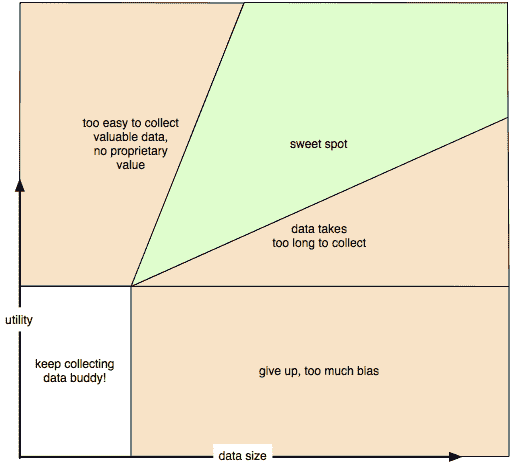 too easy to collect
valuable data,
no proprietary
value
sweet spot
data takes
too long to collect
utility
keep collecting
data buddy!
give up, too much bias
data size